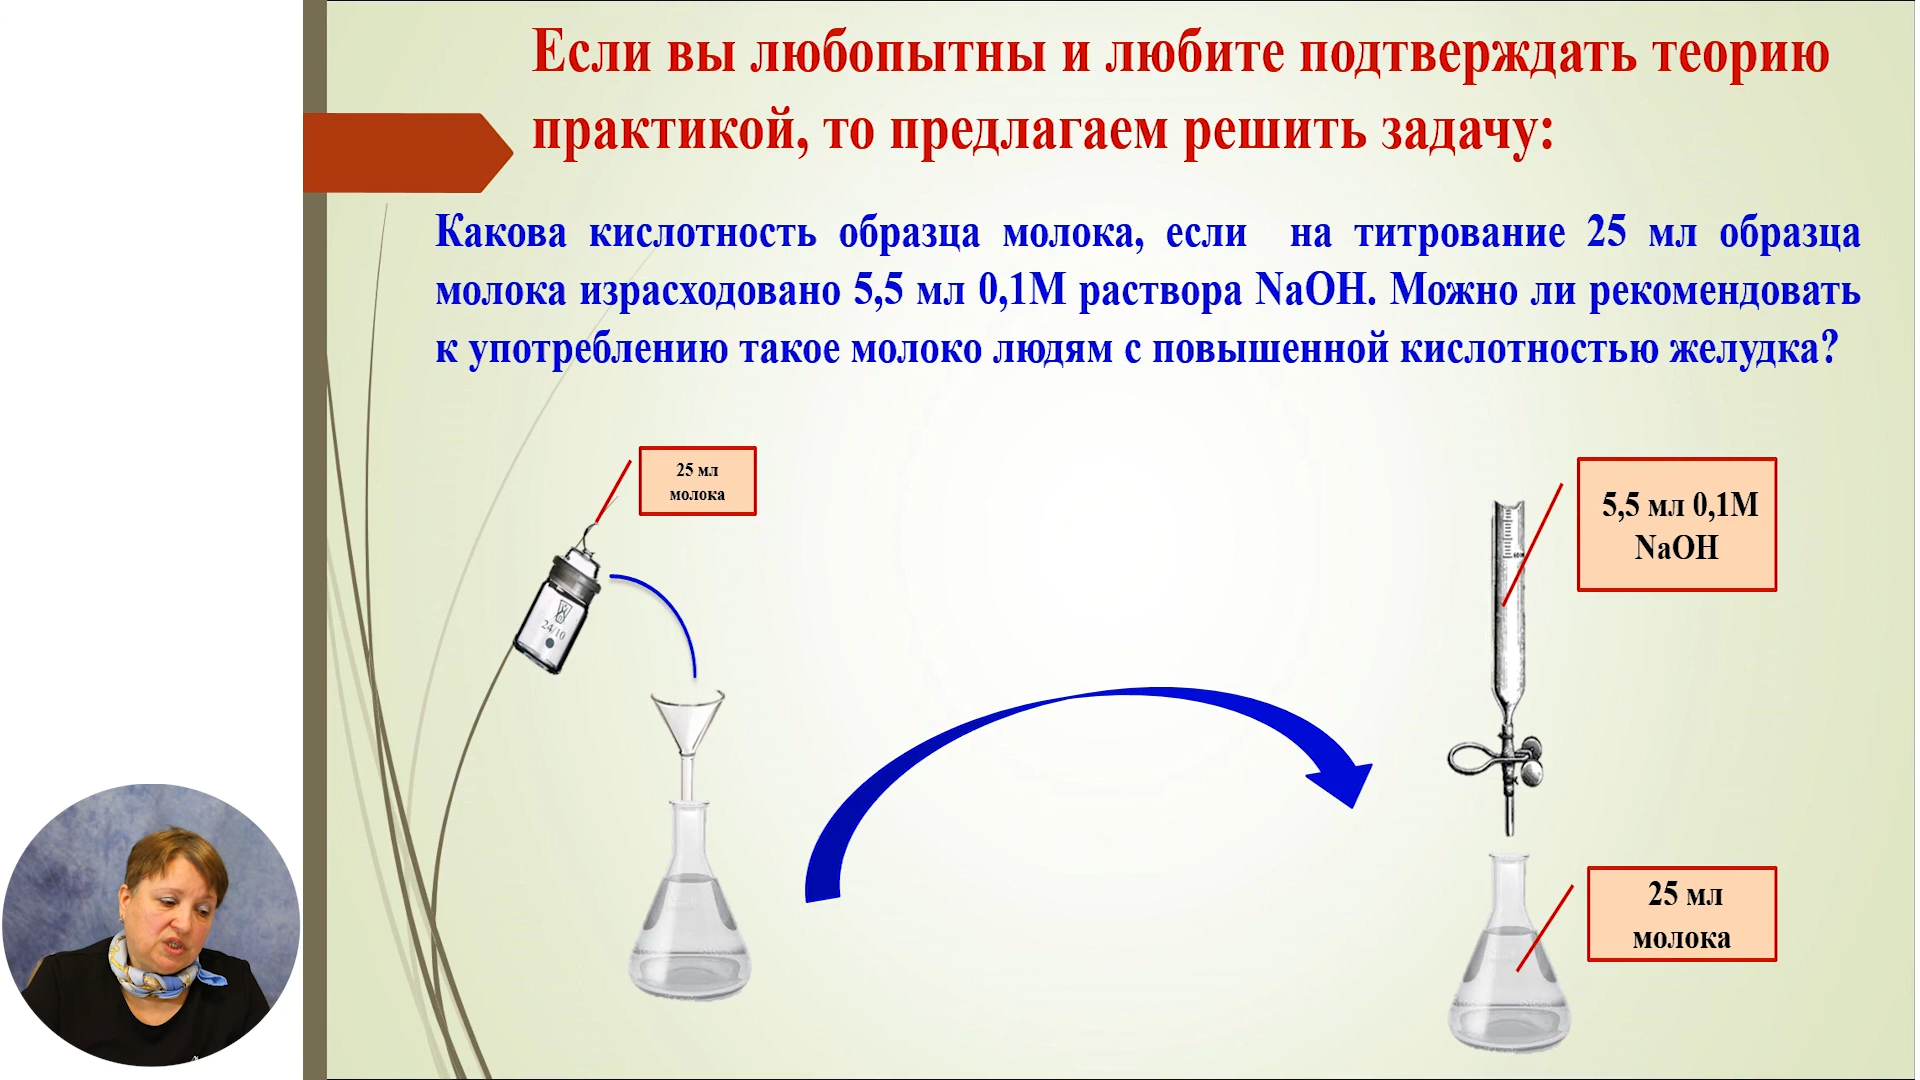 Если вы любопытны и любите подтверждать теорию
практикой, то предлагаем решить задачу:
Какова кислотность образца молока, если на титрование 25 мл образца
молока израсходовано 5,5 мл 0,1М раствора NaOH. Можно ли рекомендовать
к употреблению такое молоко людям с повышенной кислотностью желудка?
25 мл
молока
5,5 мл 0,1М
NaOH
24/10
25 мл
молока